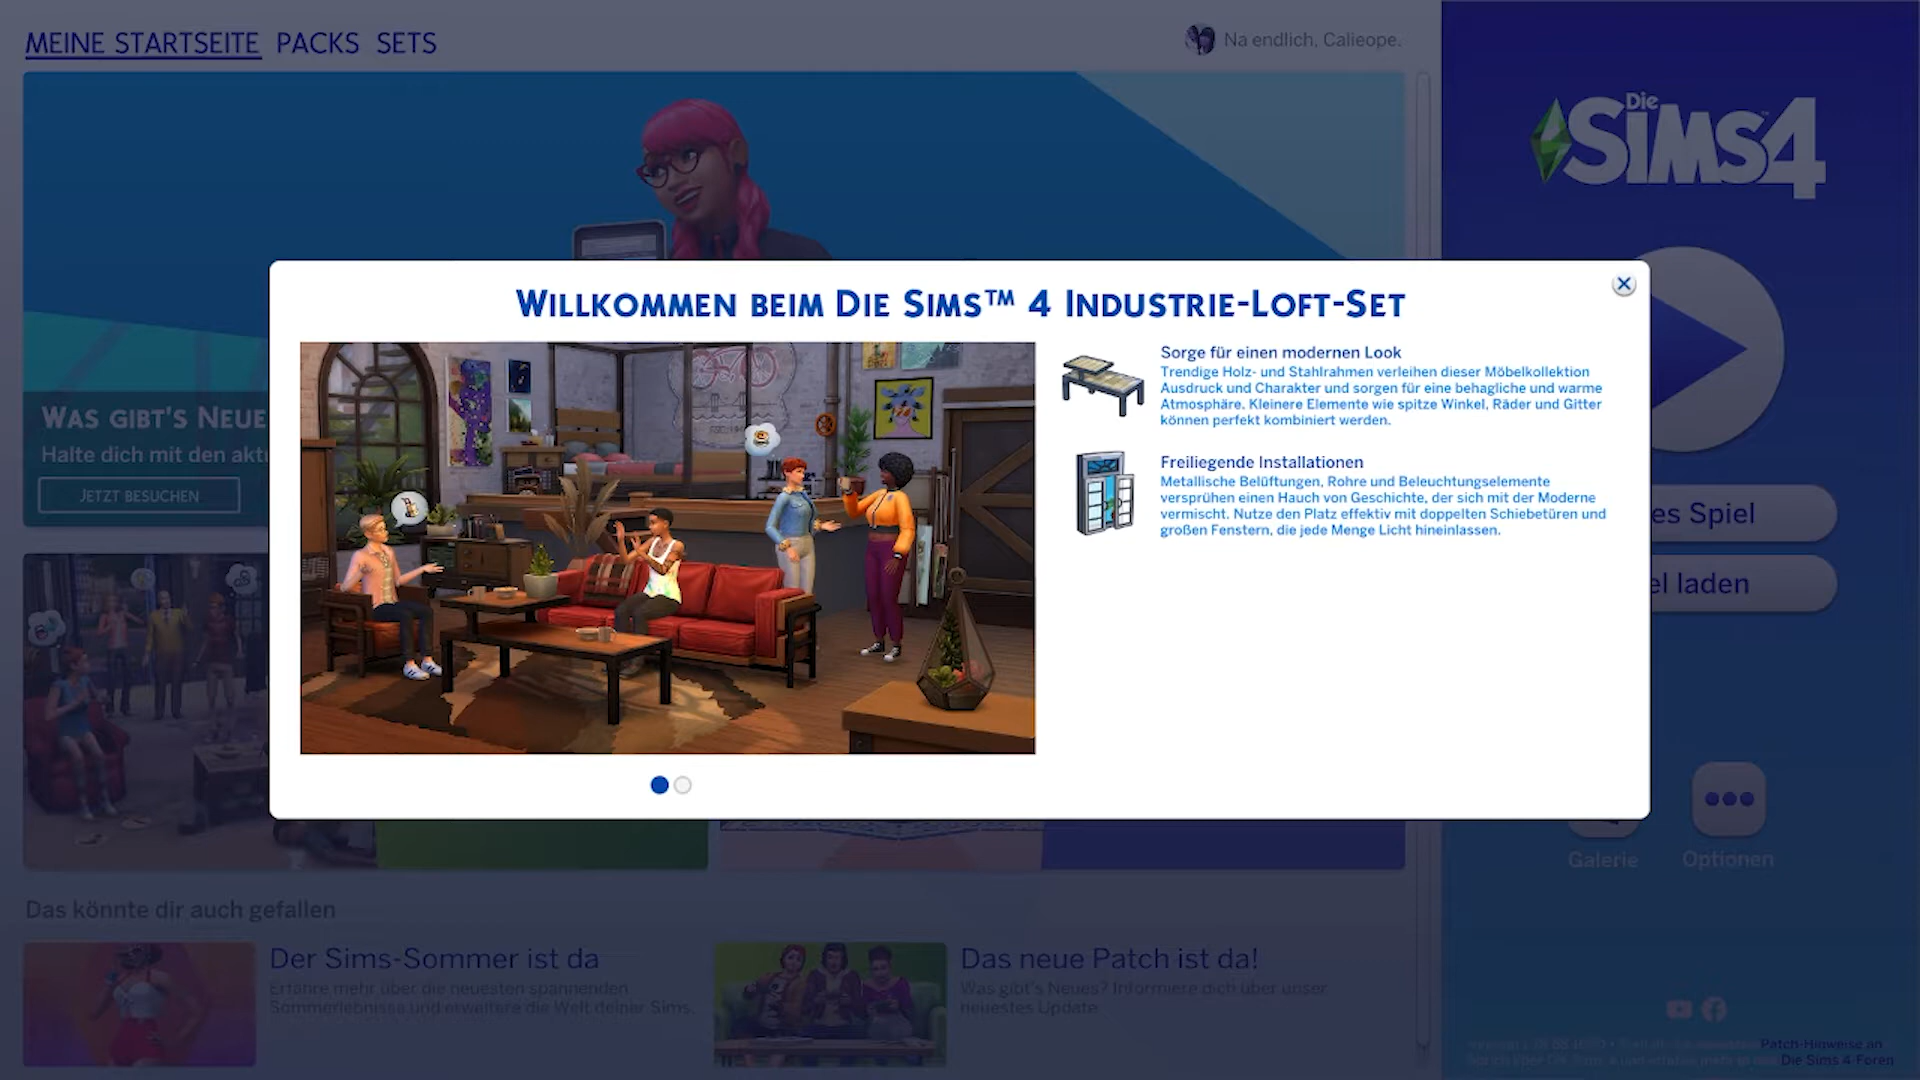 MEINE STARTSEITE PACKS SETS
Na endlich, Calieope.
Die
SiMS4
WAS GIBT'S NEUE
Halte dich mit den akt
JETZT BESUCHEN
WILLKOMMEN BEIM DIE SIMS™ 4 INDUSTRIE-LOFT-SET
Sorge für einen modernen Look
Trendige Holz- und Stahlrahmen verleihen dieser Möbelkollektion
Ausdruck und Charakter und sorgen für eine behagliche und warme
Atmosphäre. Kleinere Elemente wie spitze Winkel, Räder und Gitter
können perfekt kombiniert werden.
Freiliegende Installationen
Metallische Belüftungen, Rohre und Beleuchtungselemente
versprühen einen Hauch von Geschichte, der sich mit der Moderne
vermischt. Nutze den Platz effektiv mit doppelten Schiebetüren und
großen Fenstern, die jede Menge Licht hineinlassen.
es Spiel
el laden
Galerie
Optionen
Das könnte dir auch gefallen
Der Sims-Sommer ist da
Erfahre mehr über die neuesten spannenden
Sommererlebnisse und erweitere die Welt deiner Sims.
Das neue Patch ist da!
Was gibt's Neues? Informiere dich über unser
neuestes Update
Patch-Hinweise an
Die Sims 4-Foren